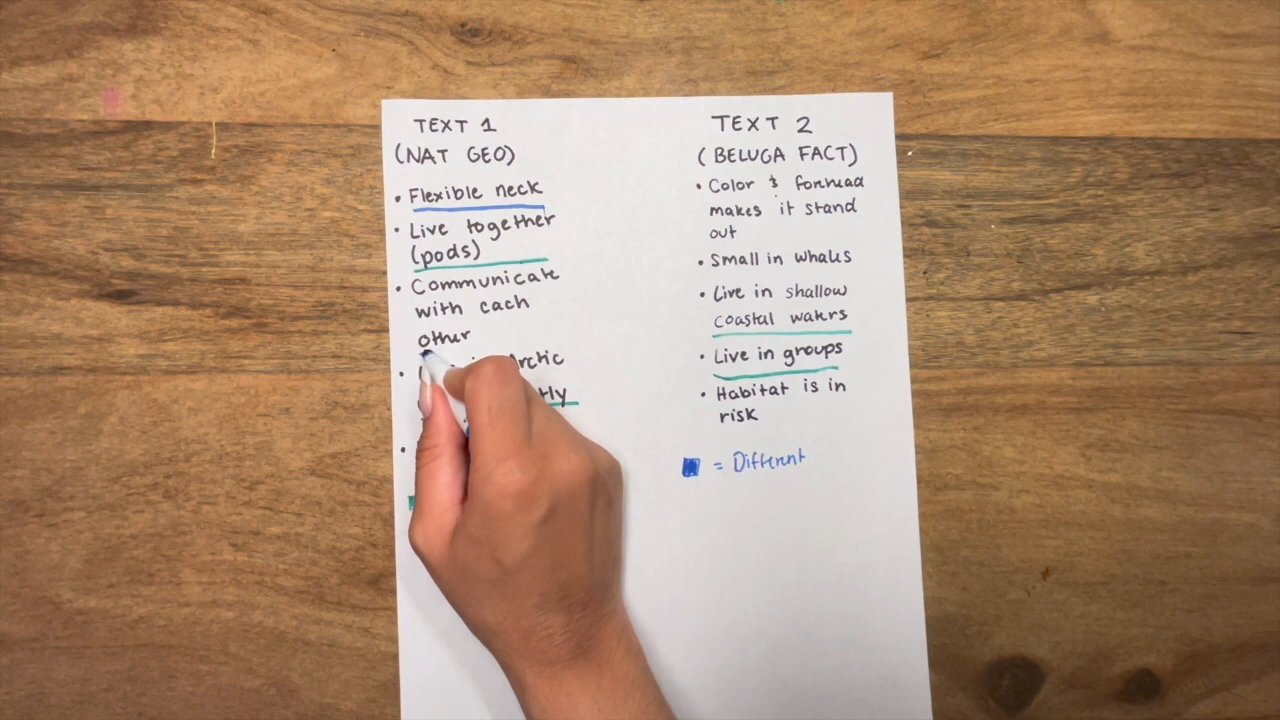 TEXT 1
(NAT GEO)
• Flexible neck
• Live together
(pods)
• Communicate
with each
other
TEXT 2
(BELUGA FACT)
• Color & forehead
makes it stand
out
• Small in whales
• Live in shallow
coastal waters
• Live in groups
• Habitat is in
risk
= Different